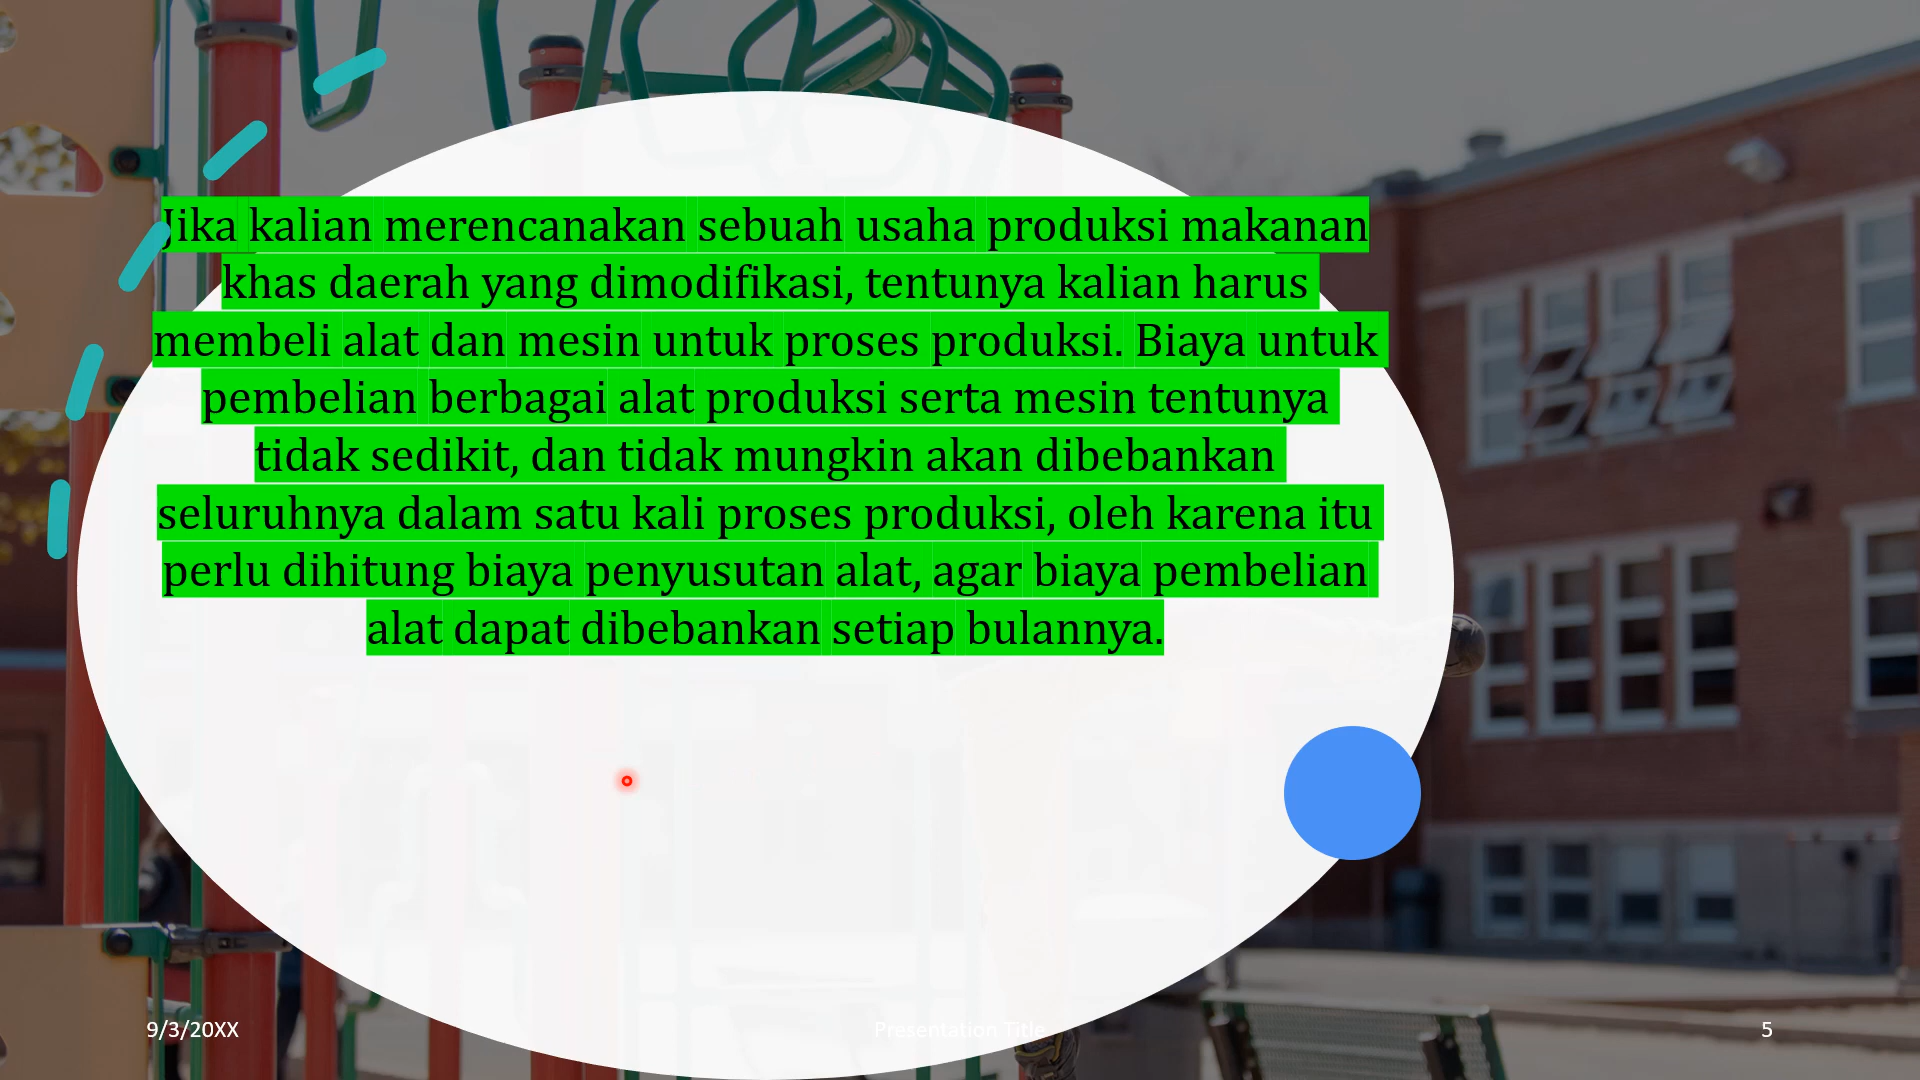 Jika kalian merencanakan sebuah usaha produksi makanan
khas daerah yang dimodifikasi, tentunya kalian harus
membeli alat dan mesin untuk proses produksi. Biaya untuk
pembelian berbagai alat produksi serta mesin tentunya
tidak sedikit, dan tidak mungkin akan dibebankan
seluruhnya dalam satu kali proses produksi, oleh karena itu
perlu dihitung biaya penyusutan alat, agar biaya pembelian
alat dapat dibebankan setiap bulannya.
9/3/20XX
Presentation Title
5